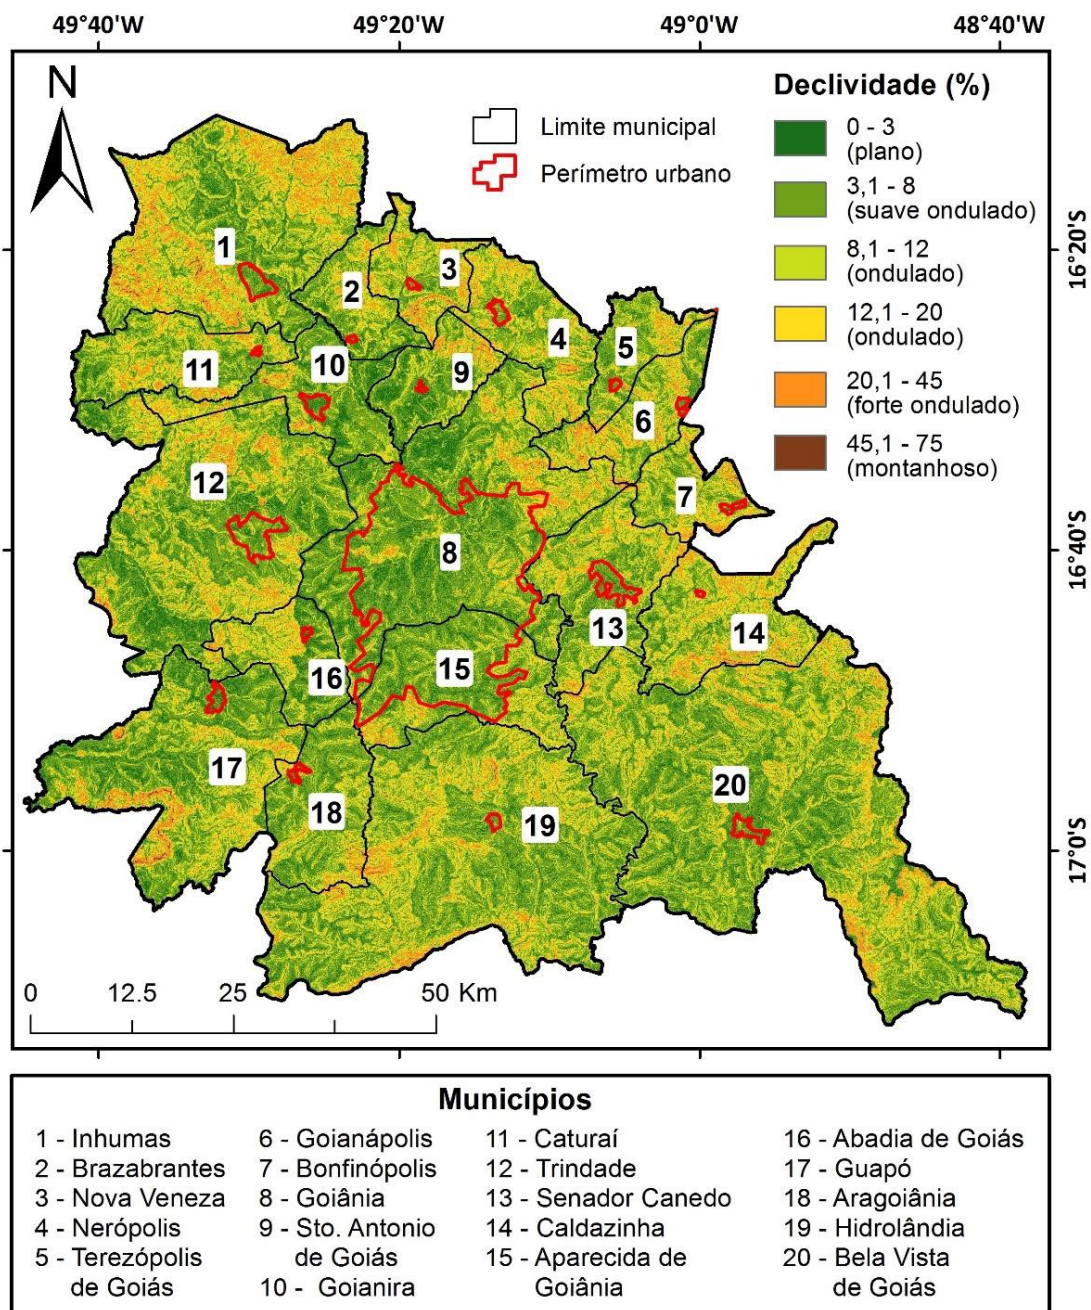 49°40'W
49°20'W
49°0'W
48°40'W
N
Limite municipal
Perímetro urbano
Declividade (%)
0 - 3
(plano)
3,1 - 8
(suave ondulado)
8,1 - 12
(ondulado)
12,1 - 20
(ondulado)
20,1 - 45
(forte ondulado)
45,1 - 75
(montanhoso)
16°20'S
16°40'S
17°0'S
1
2
3
4
5
6
7
8
9
10
11
12
13
14
15
16
17
18
19
20
0
12.5
25
50 Km
Municípios
1 - Inhumas
2 - Brazabrantes
3 - Nova Veneza
4 - Nerópolis
5 - Terezópolis
de Goiás
6 - Goianápolis
7 - Bonfinópolis
8 - Goiânia
9 - Sto. Antonio
de Goiás
10 - Goianira
11 - Caturaí
12 - Trindade
13 - Senador Canedo
14 - Caldazinha
15 - Aparecida de
Goiânia
16 - Abadia de Goiás
17 - Guapó
18 - Aragoiânia
19 - Hidrolândia
20 - Bela Vista
de Goiás